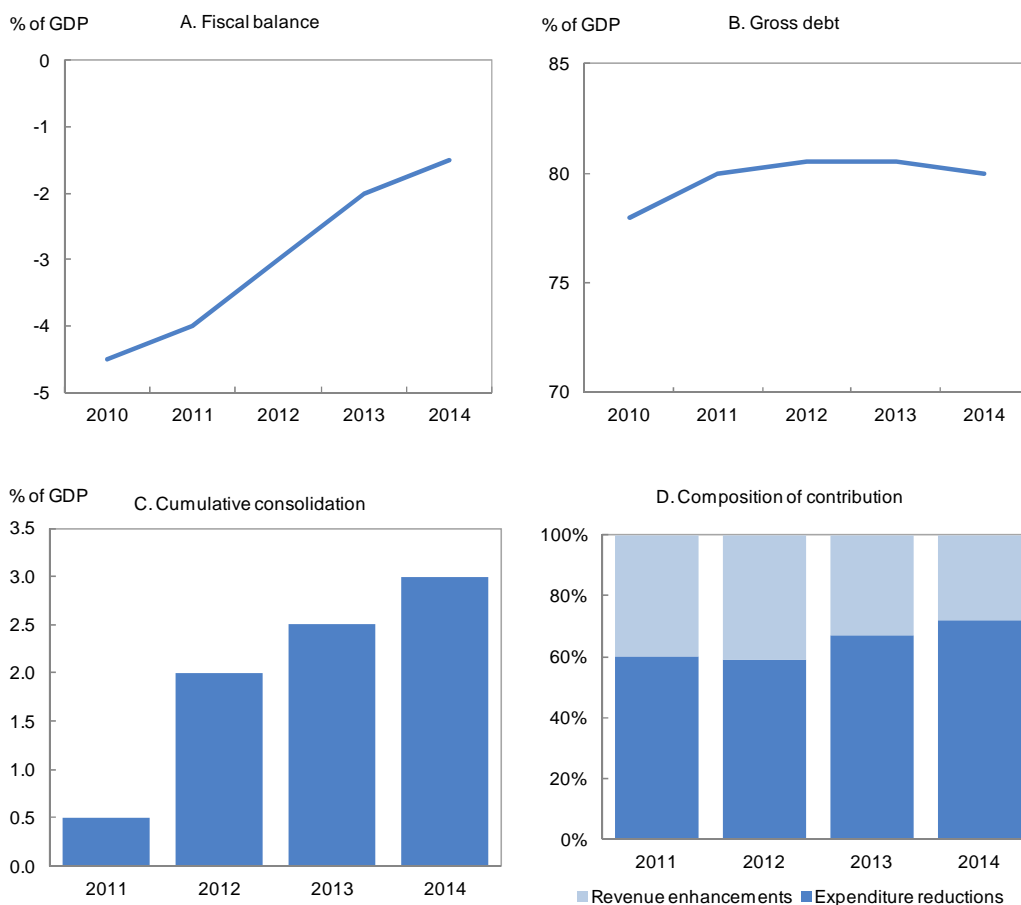 % of GDP
A. Fiscal balance
0
-1
-2
-3
-4
-5
2010 2011 2012 2013 2014
% of GDP
B. Gross debt
85
80
75
70
2010 2011 2012 2013 2014
% of GDP
C. Cumulative consolidation
3.5
3.0
2.5
2.0
1.5
1.0
0.5
0.0
2011 2012 2013 2014
D. Composition of contribution
100%
80%
60%
40%
20%
0%
2011 2012 2013 2014
Revenue enhancements Expenditure reductions